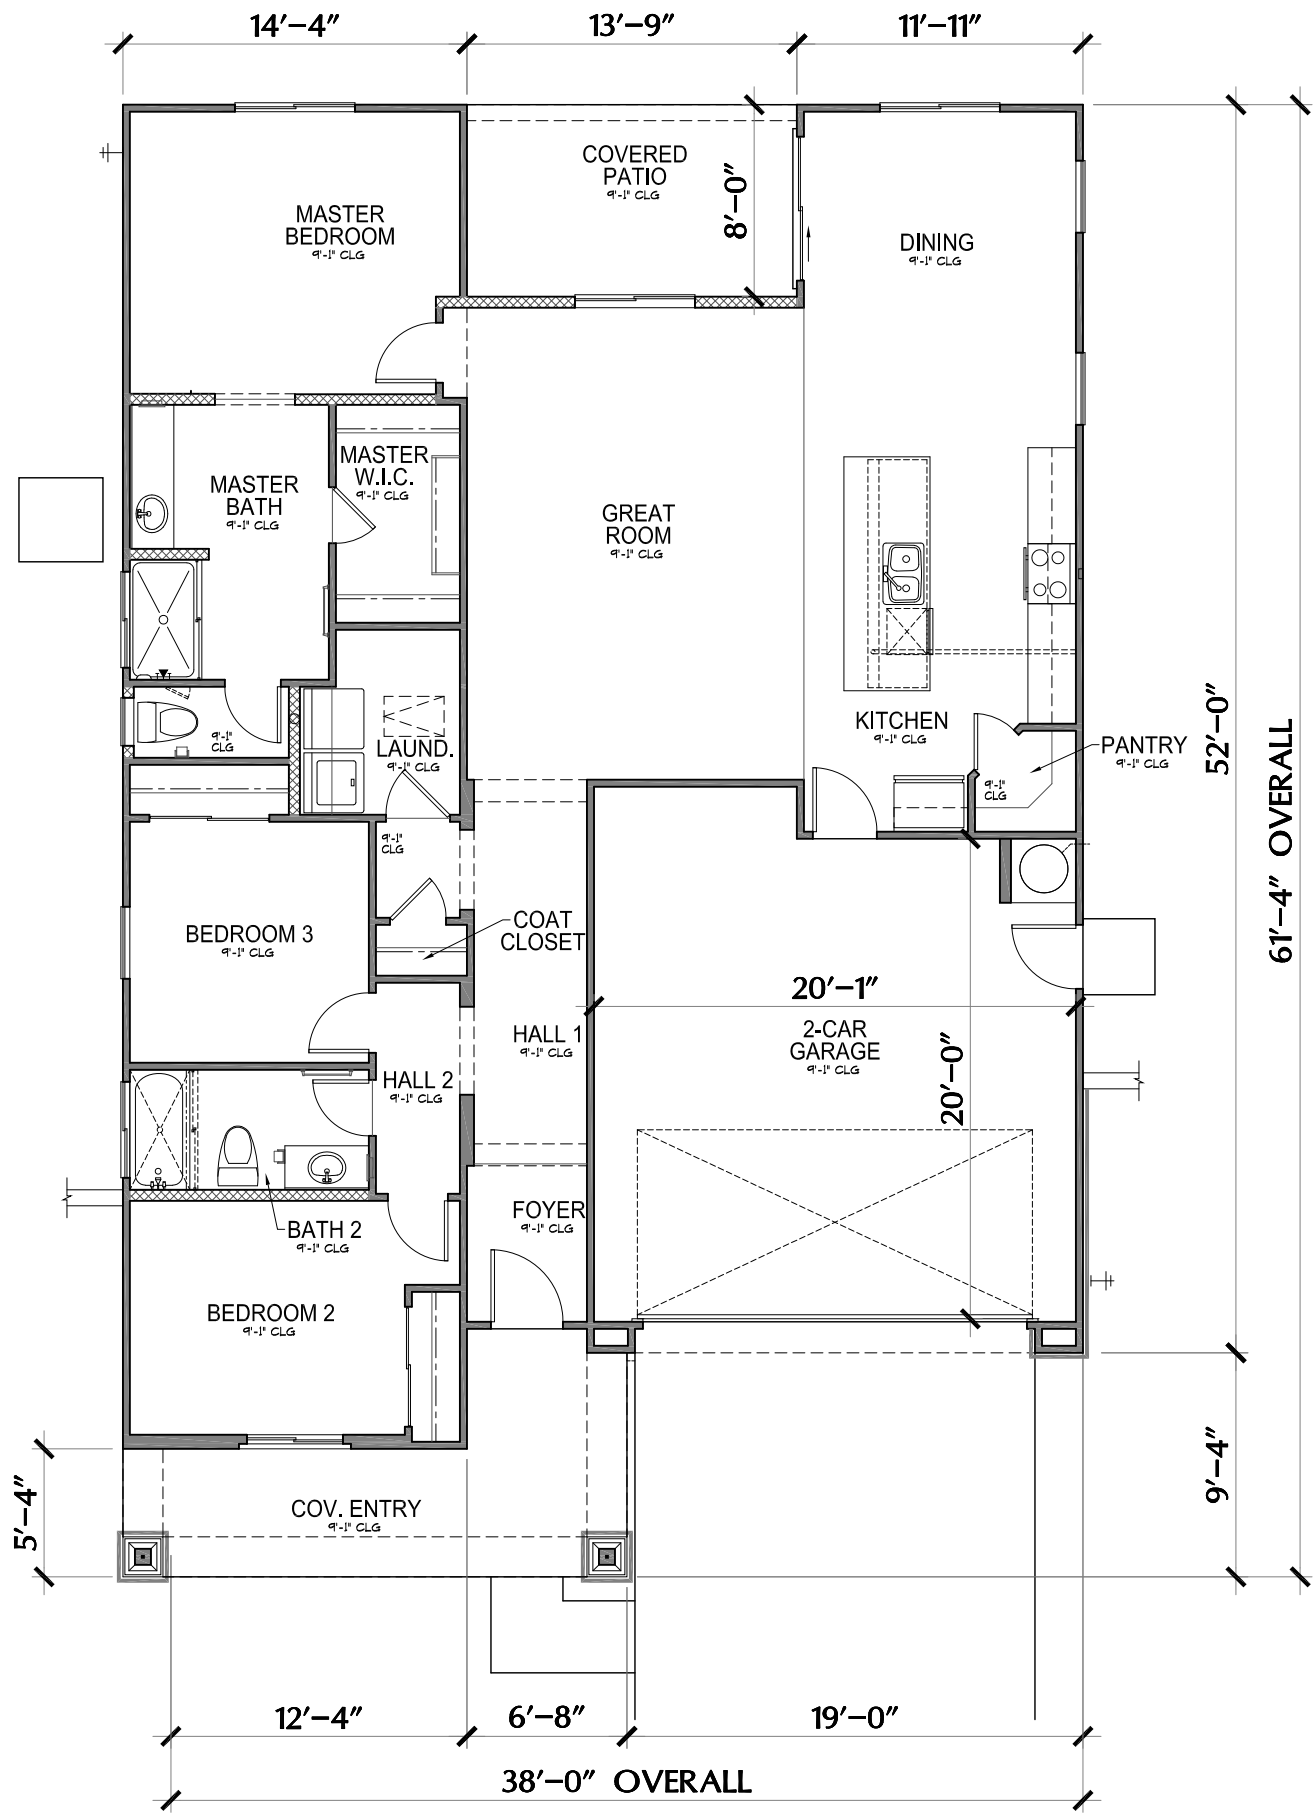 14'-4"
13'-9"
11'-11"
COVERED
PATIO
9'-1" CLG
8'-0"
MASTER
BEDROOM
9'-1" CLG
DINING
9'-1" CLG
MASTER
W.I.C.
9'-1" CLG
MASTER
BATH
9'-1" CLG
GREAT
ROOM
9'-1" CLG
KITCHEN
9'-1" CLG
PANTRY
9'-1" CLG
9'-1"
CLG
9'-1"
CLG
LAUND.
9'-1" CLG
9'-1"
CLG
52'-0"
61'-4" OVERALL
BEDROOM 3
9'-1" CLG
COAT
CLOSET
20'-1"
HALL 1
9'-1" CLG
2-CAR
GARAGE
9'-1" CLG
20'-0"
HALL 2
9'-1" CLG
FOYER
9'-1" CLG
BATH 2
9'-1" CLG
BEDROOM 2
9'-1" CLG
COV. ENTRY
9'-1" CLG
5'-4"
9'-4"
12'-4"
6'-8"
19'-0"
38'-0" OVERALL